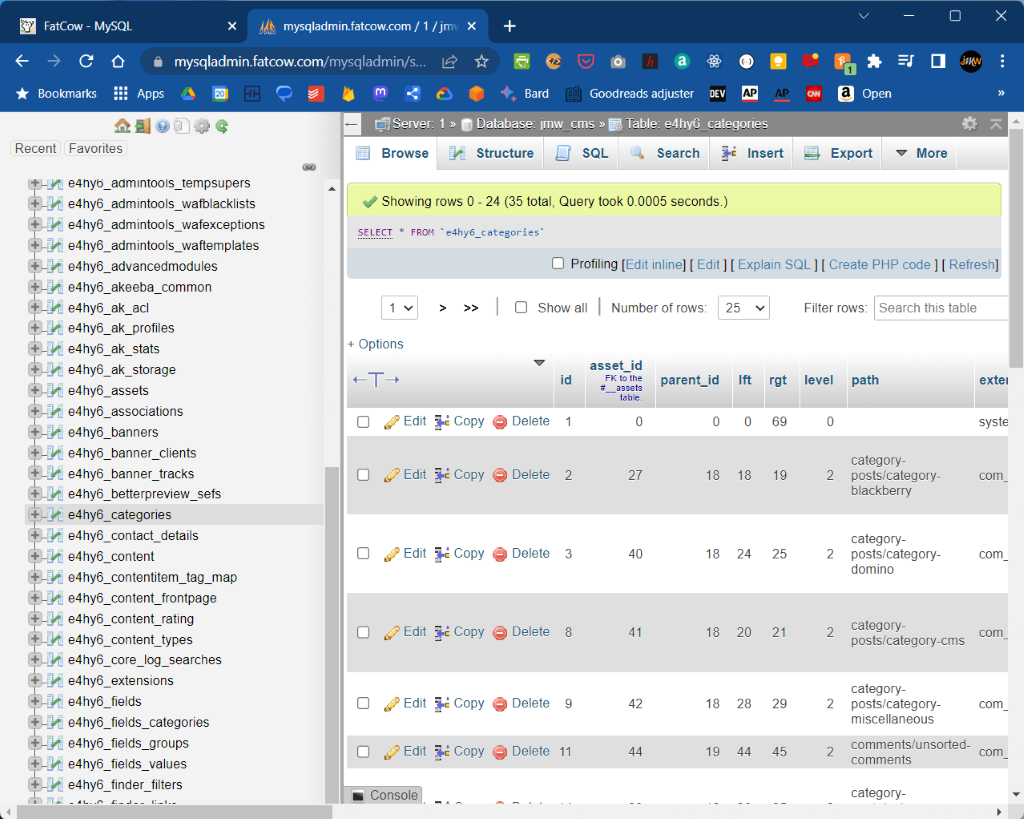 FatCow - MySQL
mysqladmin.fatcow.com / 1 / jmw
mysqladmin.fatcow.com/mysqladmin/s...
1
JMW
Bookmarks Apps Bard Goodreads adjuster DEV AP AP CNN a Open »
Recent Favorites
e4hy6_admintools_tempsupers
e4hy6_admintools_wafblacklists
e4hy6_admintools_wafexceptions
e4hy6_admintools_waftemplates
e4hy6_advancedmodules
e4hy6_akeeba_common
e4hy6_ak_acl
e4hy6_ak_profiles
e4hy6_ak_stats
e4hy6_ak_storage
e4hy6_assets
e4hy6_associations
e4hy6_banners
e4hy6_banner_clients
e4hy6_banner_tracks
e4hy6_betterpreview_sefs
e4hy6_categories
e4hy6_contact_details
e4hy6_content
e4hy6_contentitem_tag_map
e4hy6_content_frontpage
e4hy6_content_rating
e4hy6_content_types
e4hy6_core_log_searches
e4hy6_extensions
e4hy6_fields
e4hy6_fields_categories
e4hy6_fields_groups
e4hy6_fields_values
e4hy6_finder_filters
Server: 1 » Database: jmw_cms » Table: e4hy6_categories
Browse Structure SQL Search Insert Export More
Showing rows 0 - 24 (35 total, Query took 0.0005 seconds.)
SELECT * FROM `e4hy6_categories`
Profiling [Edit inline] [ Edit ] [ Explain SQL ] [ Create PHP code ] [ Refresh]
1 > >> | Show all | Number of rows: 25 Filter rows: Search this table
+ Options
←T→ id asset_id parent_id lft rgt level path exter
FK to the
#__assets
table.
Edit Copy Delete 1 0 0 0 69 0 syste
Edit Copy Delete 2 27 18 18 19 2 category-
posts/category-
blackberry com_
Edit Copy Delete 3 40 18 24 25 2 category-
posts/category-
domino com_
Edit Copy Delete 8 41 18 20 21 2 category-
posts/category-cms com_
Edit Copy Delete 9 42 18 28 29 2 category-
posts/category-
miscellaneous com_
Edit Copy Delete 11 44 19 44 45 2 comments/unsorted-
comments com_
category-
Console